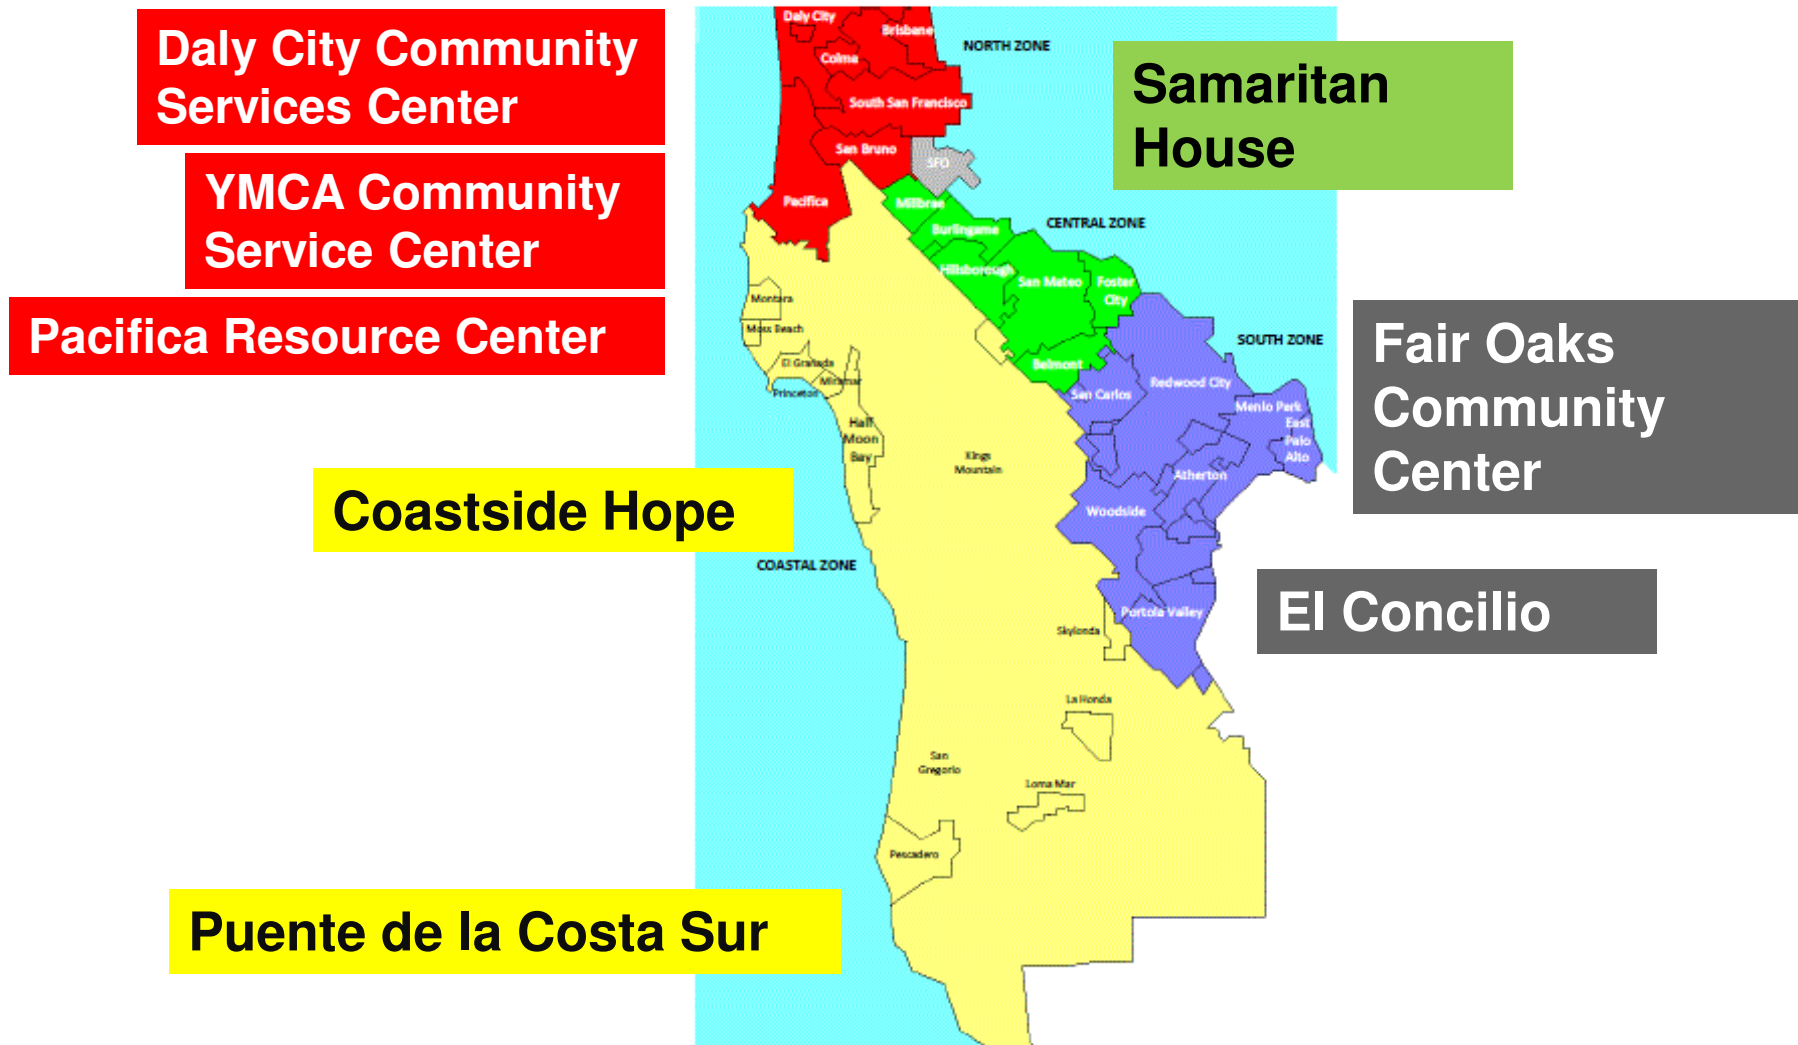 Daly City Community
Services Center
YMCA Community
Service Center
Pacifica Resource Center
Coastside Hope
Puente de la Costa Sur
Samaritan
House
Fair Oaks
Community
Center
El Concilio
NORTH ZONE
Daly City
Brisbane
Colma
South San Francisco
San Bruno
SFO
Pacifica
CENTRAL ZONE
Millbrae
Burlingame
Hillsborough
San Mateo
Foster
City
Belmont
SOUTH ZONE
San Carlos
Redwood City
Menlo Park
East
Palo
Alto
Atherton
Woodside
Portola Valley
COASTAL ZONE
Montara
Moss Beach
El Granada
Miramar
Princeton
Half
Moon
Bay
Kings
Mountain
Skylonda
La Honda
San
Gregorio
Loma Mar
Pescadero